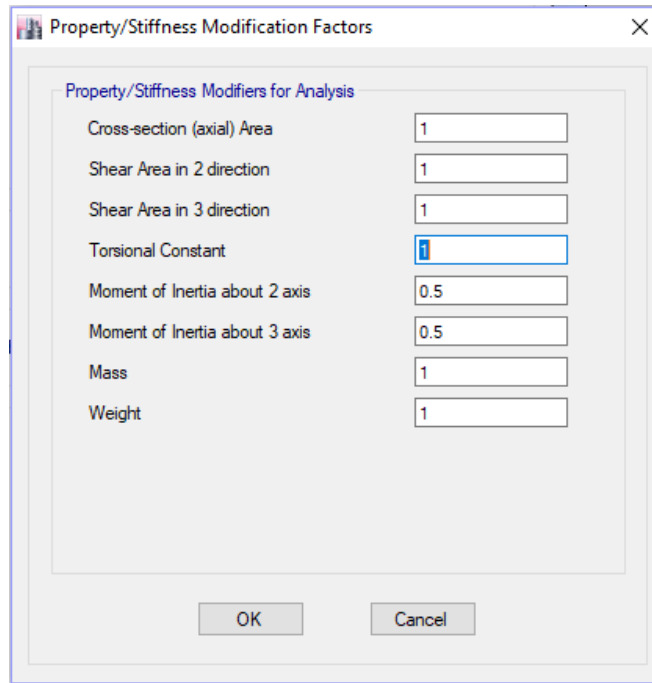 Property/Stiffness Modification Factors
Property/Stiffness Modifiers for Analysis
Cross-section (axial) Area 1
Shear Area in 2 direction 1
Shear Area in 3 direction 1
Torsional Constant 1
Moment of Inertia about 2 axis 0.5
Moment of Inertia about 3 axis 0.5
Mass 1
Weight 1
OK Cancel